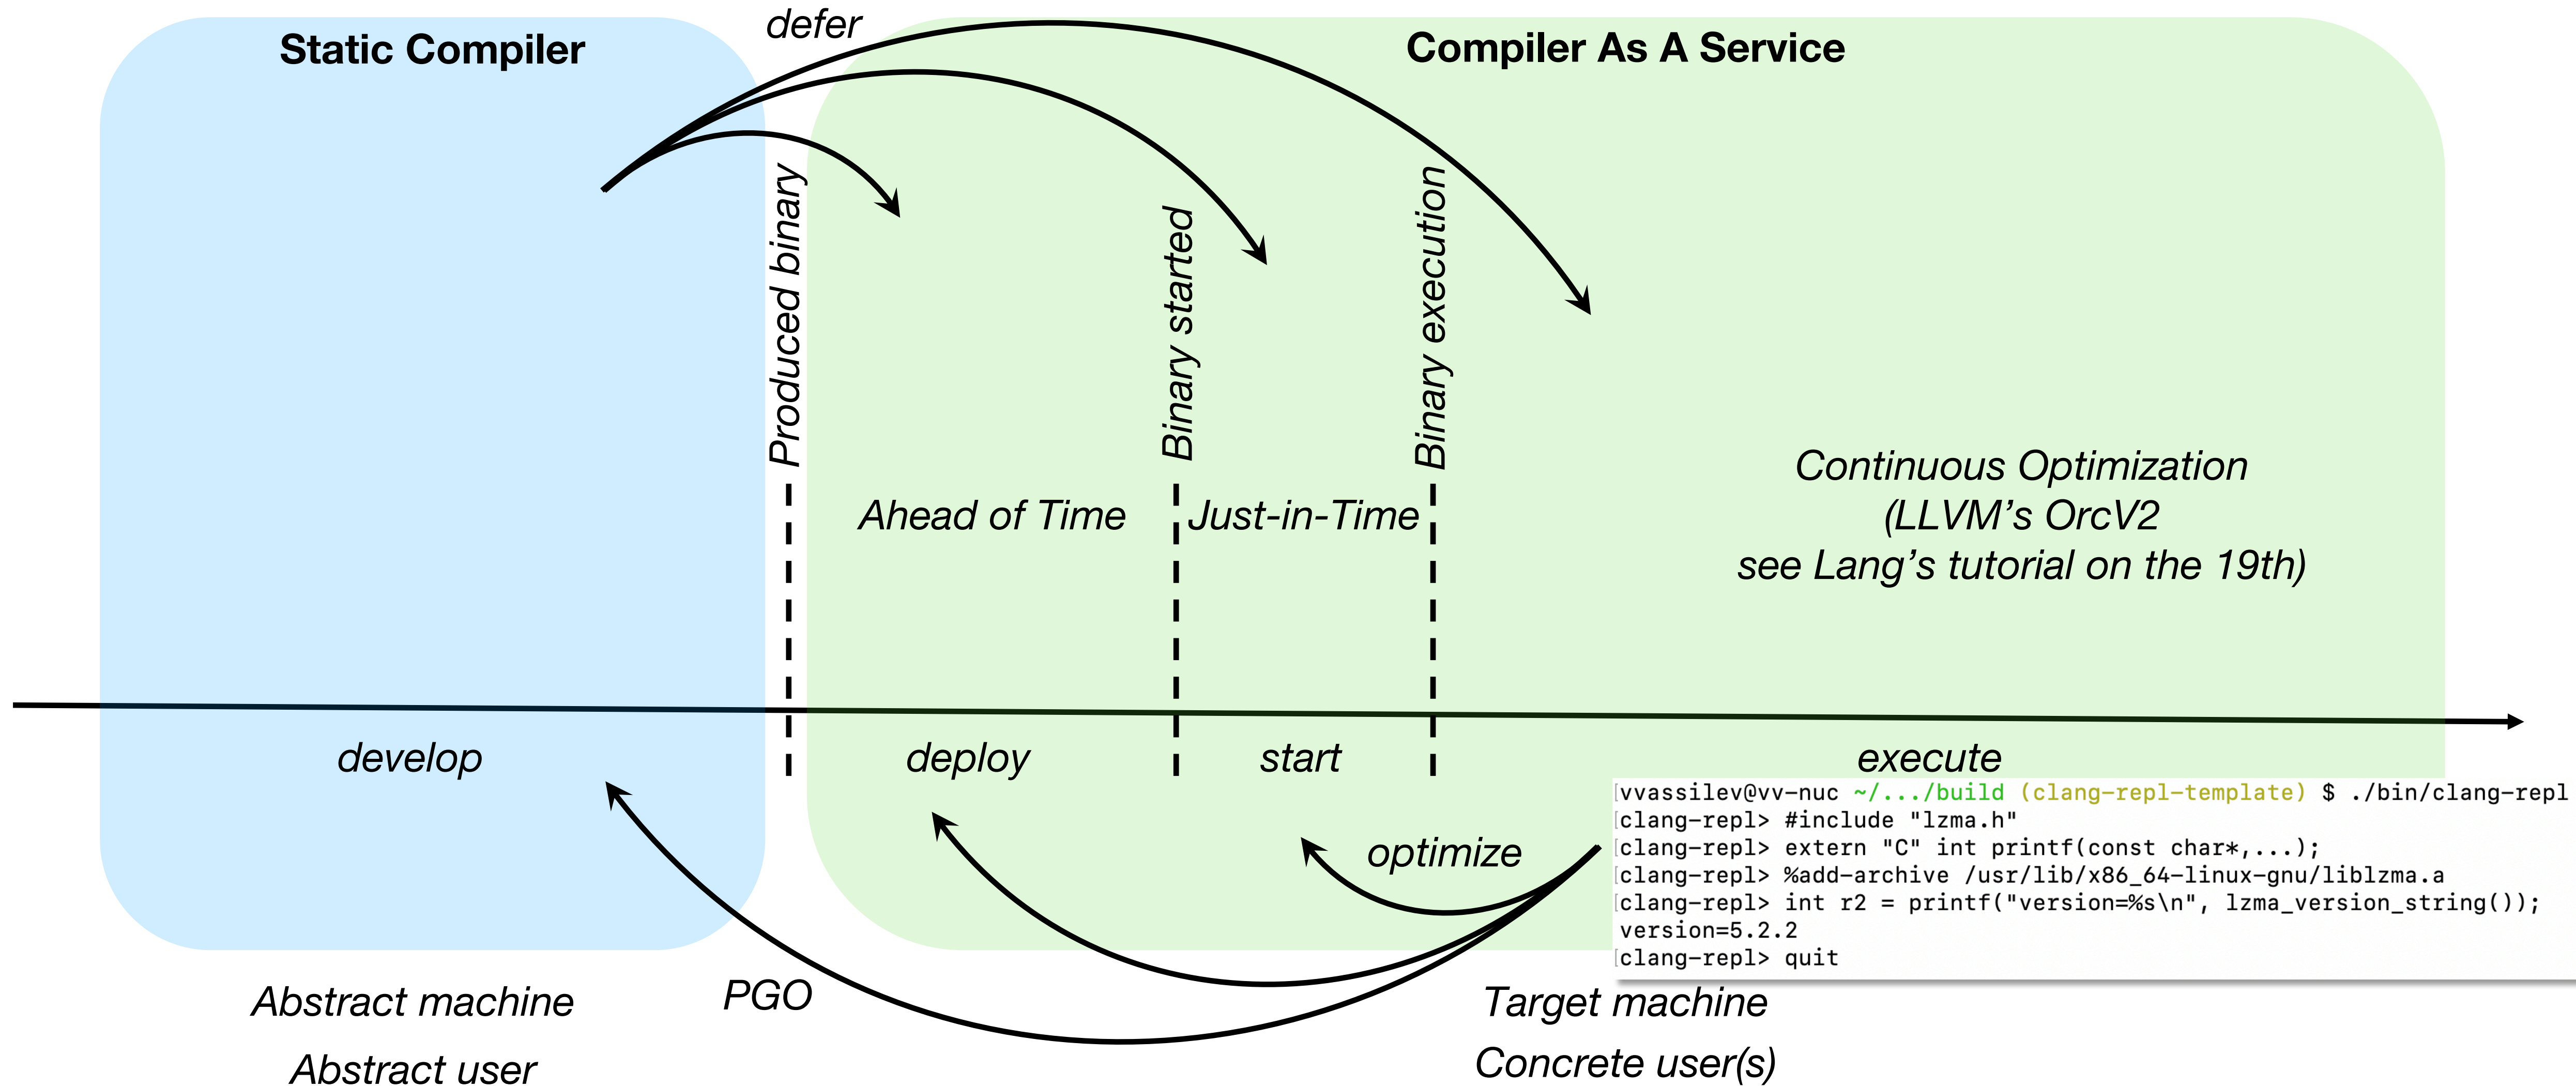 defer
Static Compiler
Compiler As A Service
Produced binary
Binary started
Binary execution
Ahead of Time
Just-in-Time
Continuous Optimization
(LLVM’s OrcV2
see Lang’s tutorial on the 19th)
develop
deploy
start
execute
optimize
[vvassilev@vv-nuc ~/.../build (clang-repl-template) $ ./bin/clang-repl
[clang-repl> #include "lzma.h"
[clang-repl> extern "C" int printf(const char*,...);
[clang-repl> %add-archive /usr/lib/x86_64-linux-gnu/liblzma.a
[clang-repl> int r2 = printf("version=%s\n", lzma_version_string());
version=5.2.2
[clang-repl> quit
PGO
Abstract machine
Abstract user
Target machine
Concrete user(s)